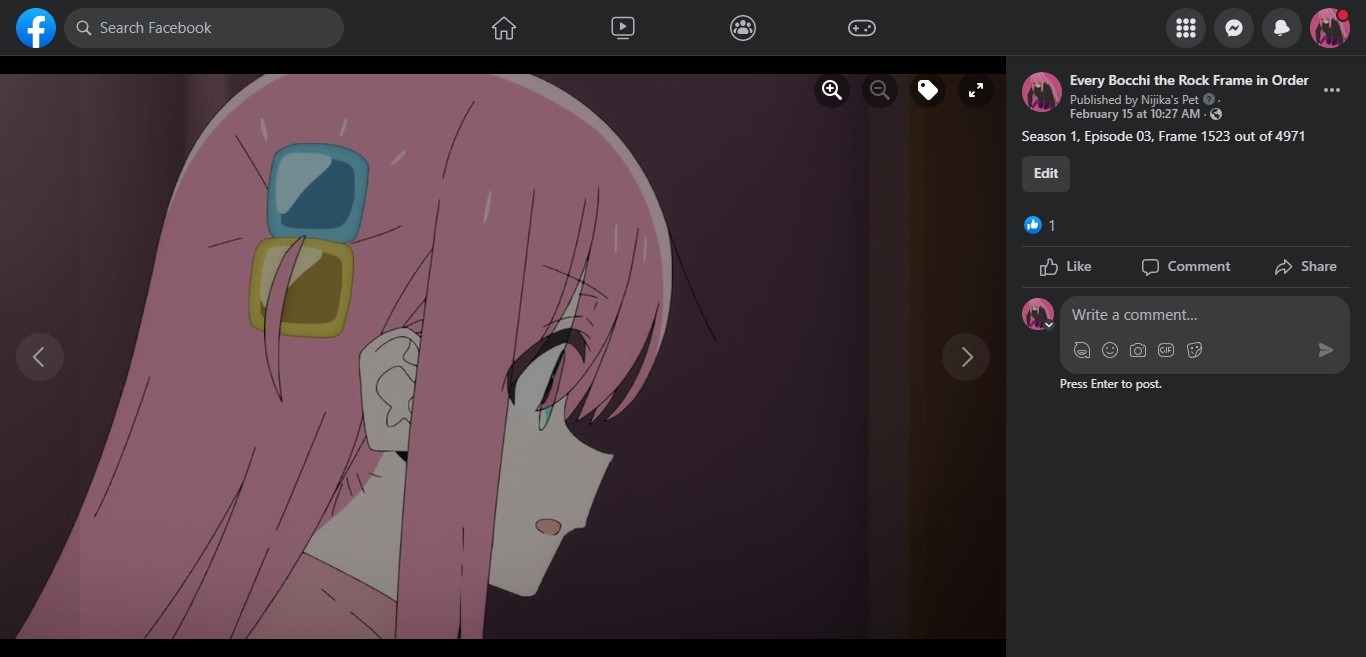 Search Facebook
Every Bocchi the Rock Frame in Order
Published by Nijika's Pet ·
February 15 at 10:27 AM ·
Season 1, Episode 03, Frame 1523 out of 4971
Edit
1
Like
Comment
Share
Write a comment...
GIF
Press Enter to post.